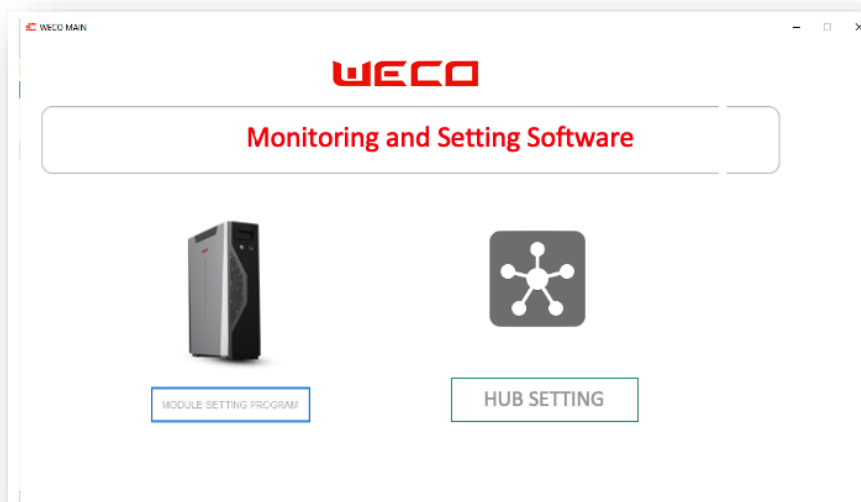 WECO MAIN
WECO
Monitoring and Setting Software
MODULE SETTING PROGRAM
HUB SETTING